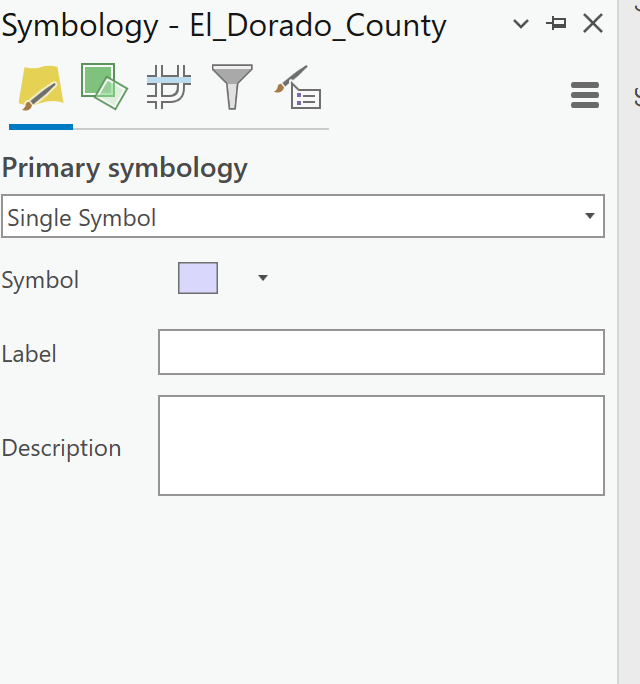 Symbology - El_Dorado_County
Primary symbology
Single Symbol
Symbol
Label
Description